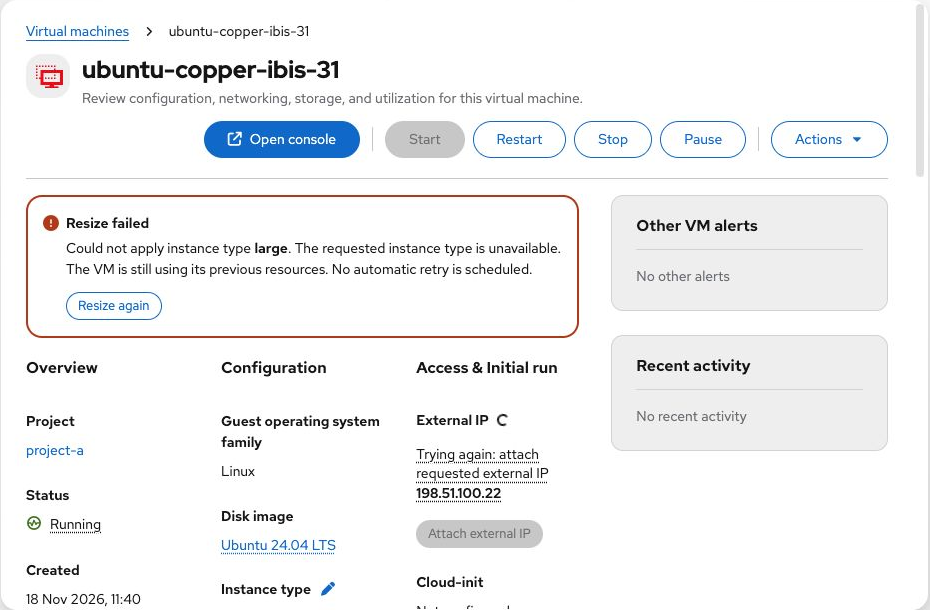 Virtual machines > ubuntu-copper-ibis-31
ubuntu-copper-ibis-31
Review configuration, networking, storage, and utilization for this virtual machine.
Open console
Start
Restart
Stop
Pause
Actions
Resize failed
Could not apply instance type large. The requested instance type is unavailable.
The VM is still using its previous resources. No automatic retry is scheduled.
Resize again
Other VM alerts
No other alerts
Recent activity
No recent activity
Overview
Project
project-a
Status
Running
Created
18 Nov 2026, 11:40
Configuration
Guest operating system
family
Linux
Disk image
Ubuntu 24.04 LTS
Instance type
Access & Initial run
External IP
Trying again: attach
requested external IP
198.51.100.22
Attach external IP
Cloud-init